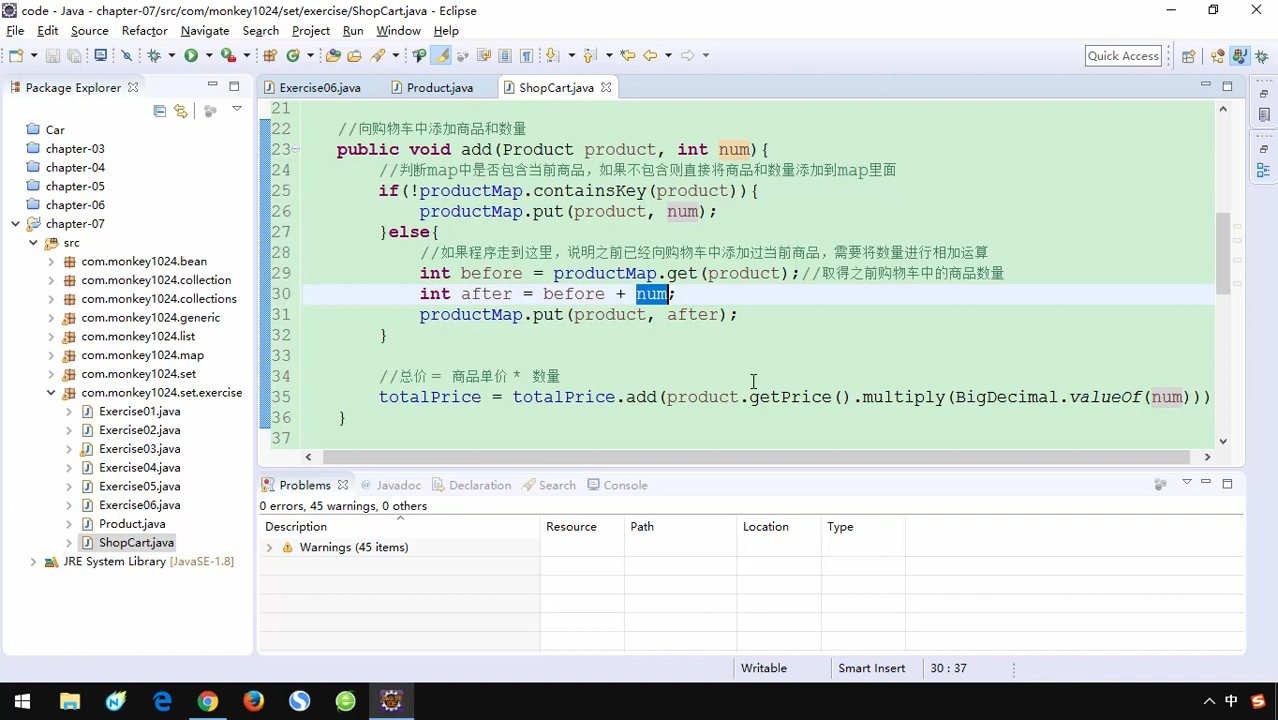 code - Java - chapter-07/src/com/monkey1024/set/exercise/ShopCart.java - Eclipse
File Edit Source Refactor Navigate Search Project Run Window Help
Quick Access
Package Explorer
Exercise06.java Product.java ShopCart.java
Car
chapter-03
chapter-04
chapter-05
chapter-06
chapter-07
src
com.monkey1024.bean
com.monkey1024.collection
com.monkey1024.generic
com.monkey1024.list
com.monkey1024.map
com.monkey1024.set
com.monkey1024.set.exercise
Exercise01.java
Exercise02.java
Exercise03.java
Exercise04.java
Exercise05.java
Exercise06.java
Product.java
ShopCart.java
JRE System Library [JavaSE-1.8]
21
22 //向购物车中添加商品和数量
23 public void add(Product product, int num){
24 //判断map中是否包含当前商品，如果不包含则直接将商品和数量添加到map里面
25 if(!productMap.containsKey(product)){
26 productMap.put(product, num);
27 }else{
28 //如果程序走到这里，说明之前已经向购物车中添加过当前商品，需要将数量进行相加运算
29 int before = productMap.get(product);//取得之前购物车中的商品数量
30 int after = before + num;
31 productMap.put(product, after);
32 }
33
34 //总价 = 商品单价 * 数量
35 totalPrice = totalPrice.add(product.getPrice().multiply(BigDecimal.valueOf(num)))
36 }
37
Problems Javadoc Declaration Search Console
0 errors, 45 warnings, 0 others
Description Resource Path Location Type
Warnings (45 items)
Writable Smart Insert 30 : 37
中